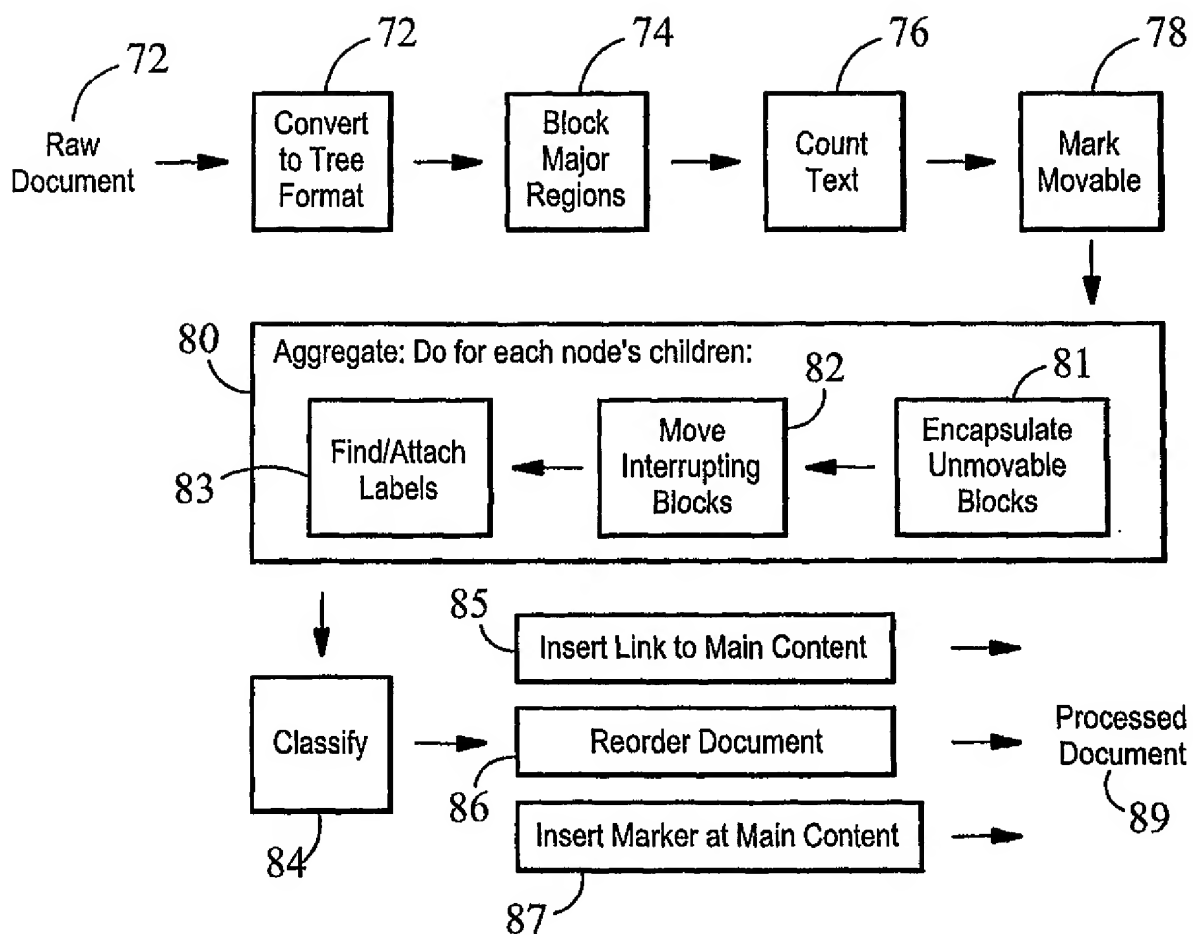 72
72
74
76
78
Raw
Document
Convert
to Tree
Format
Block
Major
Regions
Count
Text
Mark
Movable
80
Aggregate: Do for each node's children:
81
82
83
Encapsulate
Unmovable
Blocks
Move
Interrupting
Blocks
Find/Attach
Labels
84
Classify
85
Insert Link to Main Content
86
Reorder Document
87
Insert Marker at Main Content
Processed
Document
89